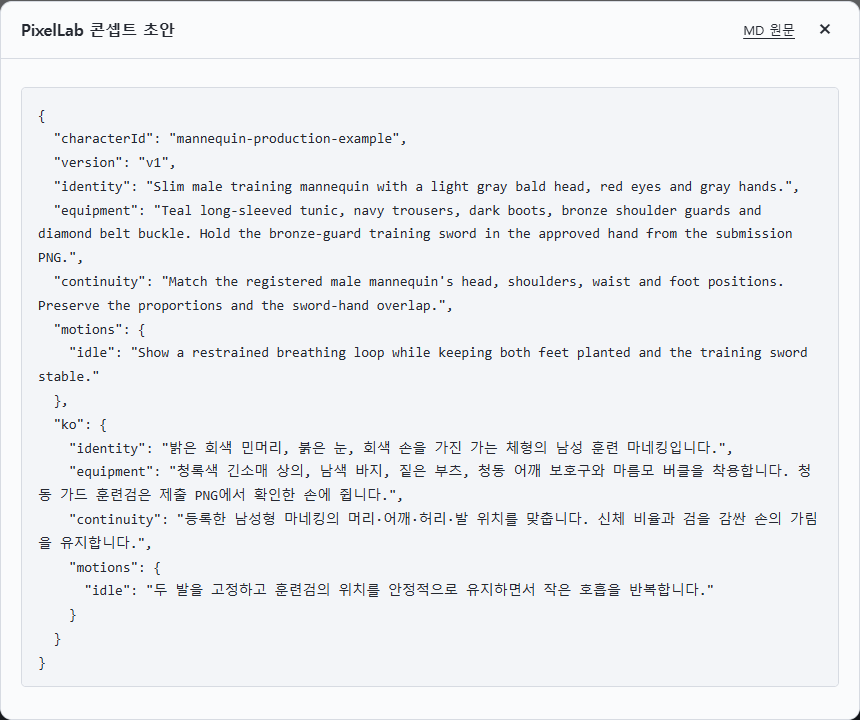 PixelLab 콘셉트 초안
MD 원문 ✕
{
  "characterId": "mannequin-production-example",
  "version": "v1",
  "identity": "Slim male training mannequin with a light gray bald head, red eyes and gray hands.",
  "equipment": "Teal long-sleeved tunic, navy trousers, dark boots, bronze shoulder guards and
diamond belt buckle. Hold the bronze-guard training sword in the approved hand from the submission
PNG.",
  "continuity": "Match the registered male mannequin's head, shoulders, waist and foot positions.
Preserve the proportions and the sword-hand overlap.",
  "motions": {
    "idle": "Show a restrained breathing loop while keeping both feet planted and the training sword
stable."
  },
  "ko": {
    "identity": "밝은 회색 민머리, 붉은 눈, 회색 손을 가진 가는 체형의 남성 훈련 마네킹입니다.",
    "equipment": "청록색 긴소매 상의, 남색 바지, 짙은 부츠, 청동 어깨 보호구와 마름모 버클을 착용합니다. 청
동 가드 훈련검은 제출 PNG에서 확인한 손에 쥡니다.",
    "continuity": "등록한 남성형 마네킹의 머리·어깨·허리·발 위치를 맞춥니다. 신체 비율과 검을 감싼 손의 가림
을 유지합니다.",
    "motions": {
      "idle": "두 발을 고정하고 훈련검의 위치를 안정적으로 유지하면서 작은 호흡을 반복합니다."
    }
  }
}